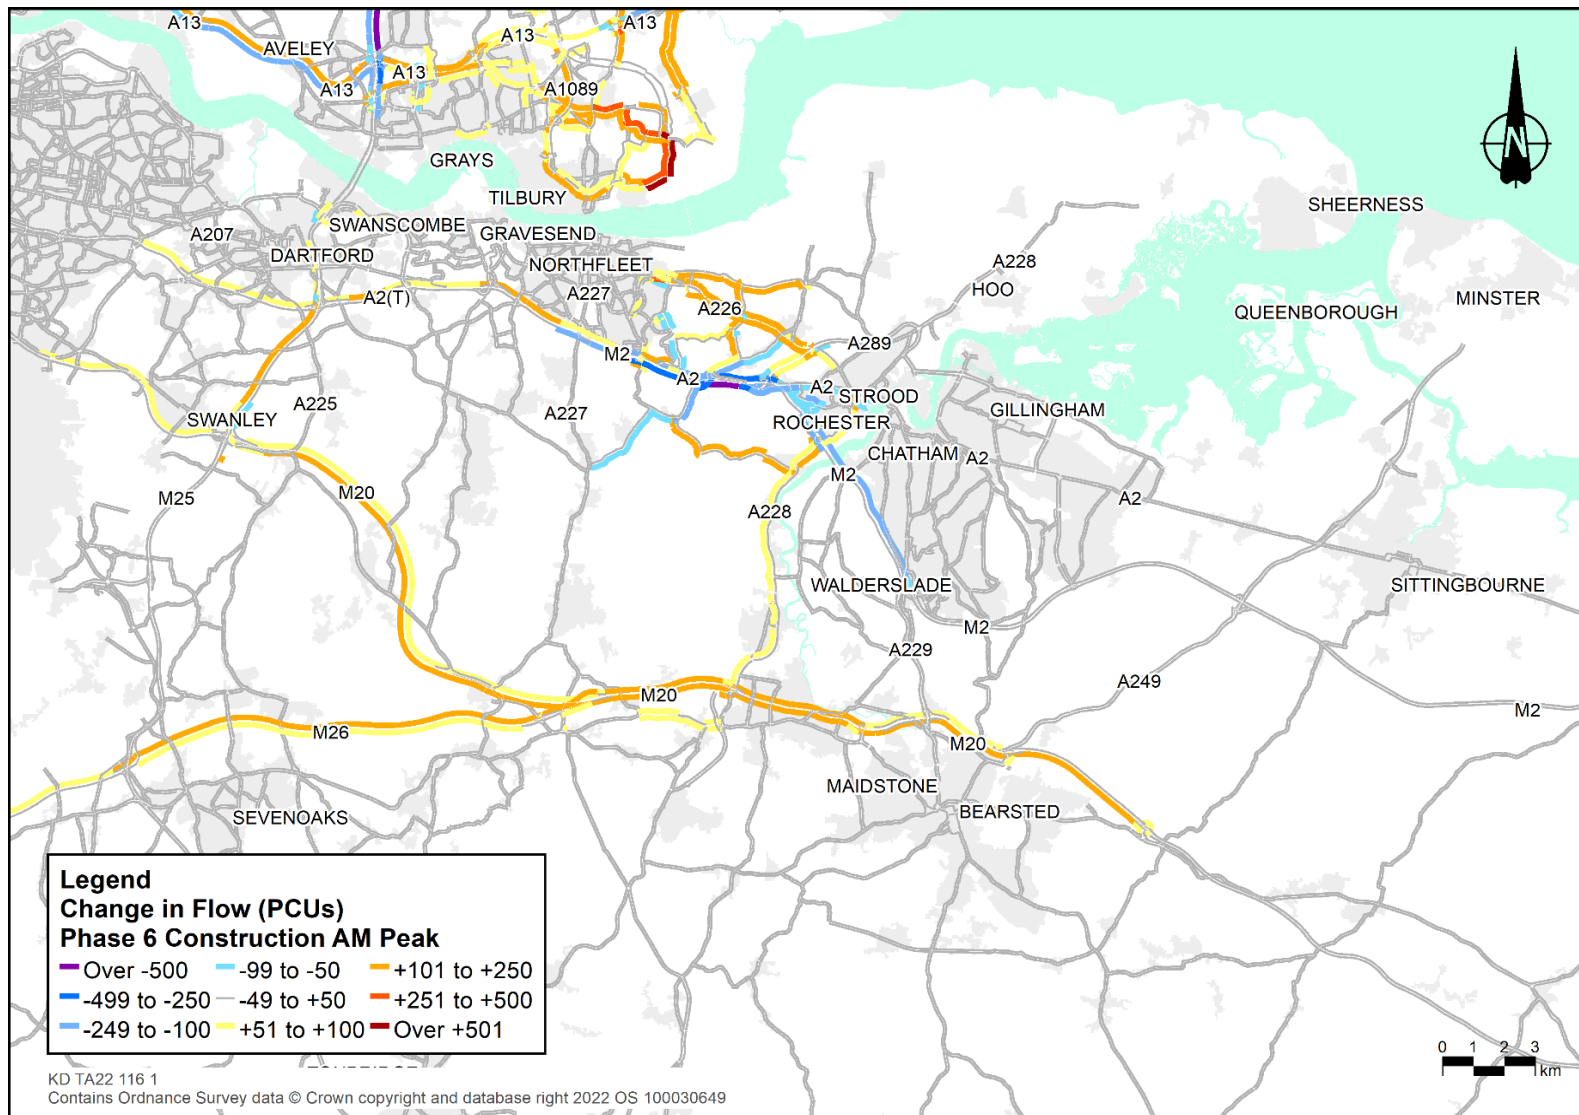 A13
A13
A13
AVELEY
A13
A13
A1089
GRAYS
TILBURY
SHEERNESS
SWANSCOMBE
A207
GRAVESEND
DARTFORD
NORTHFLEET
A228
HOO
MINSTER
A2(T)
A227
A226
QUEENBOROUGH
M2
A289
A2
A2
STROOD
A225
SWANLEY
A227
ROCHESTER
GILLINGHAM
CHATHAM
A2
M2
M25
M20
A2
A228
WALDERSLADE
SITTINGBOURNE
M2
A229
A249
M20
M2
M26
M20
MAIDSTONE
BEARSTED
SEVENOAKS
N
Legend
Change in Flow (PCUs)
Phase 6 Construction AM Peak
Over -500 -99 to -50 +101 to +250
-499 to -250 -49 to +50 +251 to +500
-249 to -100 +51 to +100 Over +501
0 1 2 3
km
KD TA22 116 1
Contains Ordnance Survey data © Crown copyright and database right 2022 OS 100030649